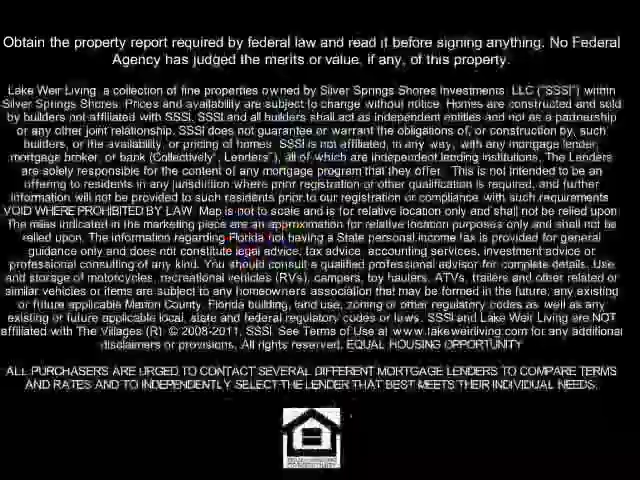 Obtain the property report required by federal law and read it before signing anything. No Federal
Agency has judged the merits or value, if any, of this property.
Lake Weir Living, a collection of fine properties owned by Silver Springs Shores Investments, LLC ("SSSI") within
Silver Springs Shores. Prices and availability are subject to change without notice. Homes are constructed and sold
by builders not affiliated with SSSI. SSSI and all builders shall act as independent entities and not as a partnership
or any other joint relationship. SSSI does not guarantee or warrant the obligations of, or construction by, such
builders, or the availability, or pricing of homes. SSSI is not affiliated, in any way, with any mortgage lender,
mortgage broker, or bank (Collectively", Lenders"), all of which are independent lending institutions. The Lenders
are solely responsible for the content of any mortgage program that they offer. This is not intended to be an
offering to residents in any jurisdiction where prior registration or other qualification is required, and further
information will not be provided to such residents prior to our registration or compliance with such requirements.
VOID WHERE PROHIBITED BY LAW. Map is not to scale and is for relative location only and shall not be relied upon.
The miles indicated in the marketing piece are an approximation for relative location purposes only and shall not be
relied upon. The information regarding Florida not having a State personal income tax is provided for general
guidance only and does not constitute legal advice, tax advice, accounting services, investment advice or
professional consulting of any kind. You should consult a qualified professional advisor for complete details. Use
and storage of motorcycles, recreational vehicles (RVs), campers, toy haulers, ATVs, trailers and other related or
similar vehicles or items are subject to any homeowners association that may be formed in the future, any existing
or future applicable Marion County, Florida building, land use, zoning or other regulatory codes as well as any
existing or future applicable local, state and federal regulatory codes or laws. SSSI and Lake Weir Living are NOT
affiliated with The Villages (R). © 2008-2011, SSSI. See Terms of Use at www.lakeweirliving.com for any additional
disclaimers or provisions. All rights reserved. EQUAL HOUSING OPPORTUNITY
ALL PURCHASERS ARE URGED TO CONTACT SEVERAL DIFFERENT MORTGAGE LENDERS TO COMPARE TERMS
AND RATES AND TO INDEPENDENTLY SELECT THE LENDER THAT BEST MEETS THEIR INDIVIDUAL NEEDS.